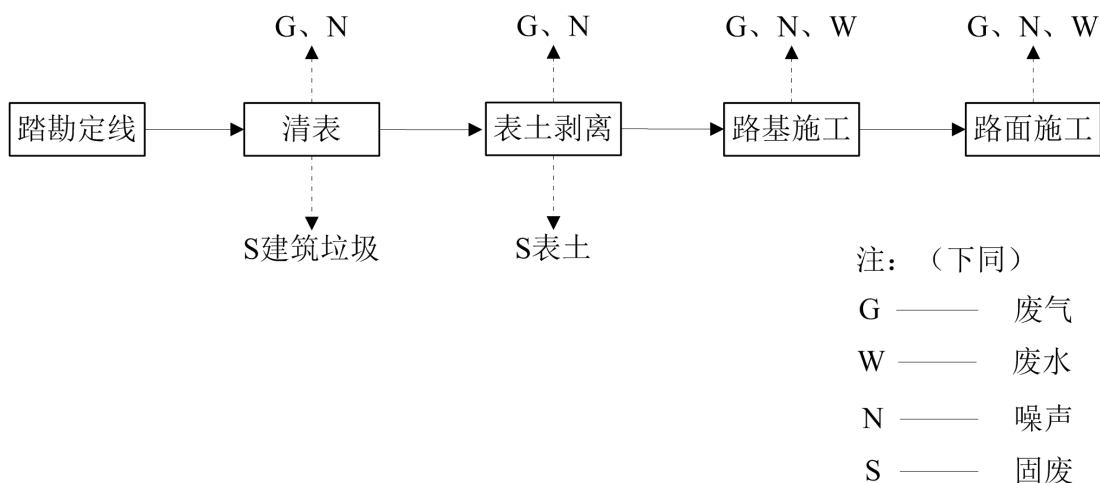 G、N
G、N
G、N、W
G、N、W
踏勘定线
清表
表土剥离
路基施工
路面施工
S建筑垃圾
S表土
注：（下同）
G —— 废气
W —— 废水
N —— 噪声
S —— 固废